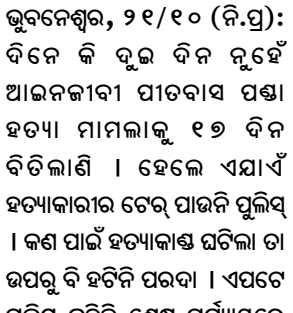 ଭୁବନେଶ୍ୱର, ୨୧/୧୦ (ନି.ପ୍ର):
ଦିନେ କି ଦୁଇ ଦିନ ନୁହେଁ
ଆଇନଜୀବୀ ପୀତବାସ ପଣ୍ଡା
ହତ୍ୟା ମାମଲାକୁ ୧୭ ଦିନ
ବିତିଲାଣି । ହେଲେ ଏଯାଏଁ
ହତ୍ୟାକାରୀର ଟେର୍ ପାଉନି ପୁଲିସ୍
। କଣ ପାଇଁ ହତ୍ୟାକାଣ୍ଡ ଘଟିଲା ତା
ଉପରୁ ବି ହଟିନି ପରଦା । ଏପଟେ